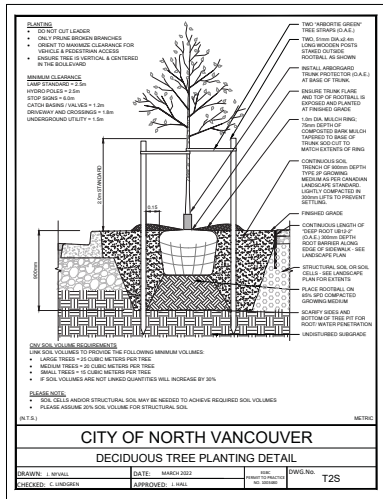 PLANTING
• DO NOT CUT LEADER
• ONLY PRUNE BROKEN BRANCHES
• ORIENT TO MAXIMIZE CLEARANCE FOR
VEHICLE & PEDESTRIAN ACCESS
• ENSURE TREE IS VERTICAL & CENTERED
IN THE BOULEVARD
MINIMUM CLEARANCE
LAMP STANDARD = 2.5m
HYDRO POLES = 2.5m
STOP SIGNS = 6.0m
CATCH BASINS / VALVES = 1.2m
DRIVEWAY AND CROSSINGS = 1.8m
UNDERGROUND UTILITY = 1.5m
TWO "ARBORTIE GREEN"
TREE STRAPS (O.A.E.)
TWO, 51mm DIA.x2.4m
LONG WOODEN POSTS
STAKED OUTSIDE
ROOTBALL AS SHOWN
INSTALL ARBORGARD
TRUNK PROTECTOR (O.A.E.)
AT BASE OF TRUNK.
ENSURE TRUNK FLARE
AND TOP OF ROOTBALL IS
EXPOSED AND PLANTED
AT FINISHED GRADE
1.0m DIA. MULCH RING;
75mm DEPTH OF
COMPOSTED BARK MULCH
TAPERED TO BASE OF
TRUNK SOD CUT TO
MATCH EXTENTS OF RING
CONTINUOUS SOIL
TRENCH OF 900mm DEPTH
TYPE 2P GROWING
MEDIUM AS PER CANADIAN
LANDSCAPE STANDARD.
LIGHTLY COMPACTED IN
300mm LIFTS TO PREVENT
SETTLING.
FINISHED GRADE
CONTINUOUS LENGTH OF
"DEEP ROOT UB12-2"
(O.A.E.) 300mm DEPTH
ROOT BARRIER ALONG
EDGE OF SIDEWALK - SEE
LANDSCAPE PLAN
STRUCTURAL SOIL OR SOIL
CELLS - SEE LANDSCAPE
PLAN FOR EXTENTS
PLACE ROOTBALL ON
85% SPD COMPACTED
GROWING MEDIUM
SCARIFY SIDES AND
BOTTOM OF TREE PIT FOR
ROOT/ WATER PENETRATION
UNDISTURBED SUBGRADE
2.0m STANDARD
0.15
900mm
CNV SOIL VOLUME REQUIREMENTS
LINK SOIL VOLUMES TO PROVIDE THE FOLLOWING MINIMUM VOLUMES:
• LARGE TREES = 25 CUBIC METERS PER TREE
• MEDIUM TREES = 20 CUBIC METERS PER TREE
• SMALL TREES = 15 CUBIC METERS PER TREE
• IF SOIL VOLUMES ARE NOT LINKED QUANTITIES WILL INCREASE BY 30%
PLEASE NOTE:
• SOIL CELLS AND/OR STRUCTURAL SOIL MAY BE NEEDED TO ACHIEVE REQUIRED SOIL VOLUMES
• PLEASE ASSUME 20% SOIL VOLUME FOR STRUCTURAL SOIL
(N.T.S.) METRIC
CITY OF NORTH VANCOUVER
DECIDUOUS TREE PLANTING DETAIL
DRAWN: J. NYVALL DATE: MARCH 2022
CHECKED: C. LINDGREN APPROVED: J. HALL
EGBC
PERMIT TO PRACTICE
DWG.No. T2S